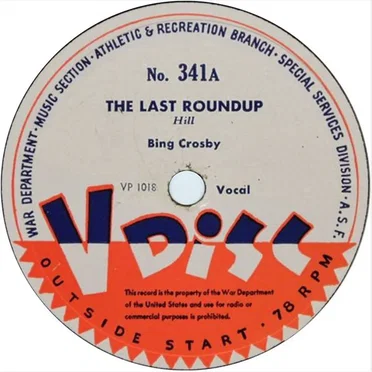 WAR DEPARTMENT · MUSIC SECTION · ATHLETIC & RECREATION BRANCH · SPECIAL SERVICES DIVISION · A.S.F.
No. 341A
THE LAST ROUNDUP
Hill
Bing Crosby
VP 1018
Vocal
V DiSC
This record is the property of the War Department
of the United States and use for radio or
commercial purposes is prohibited.
OUTSIDE START · 78 RPM